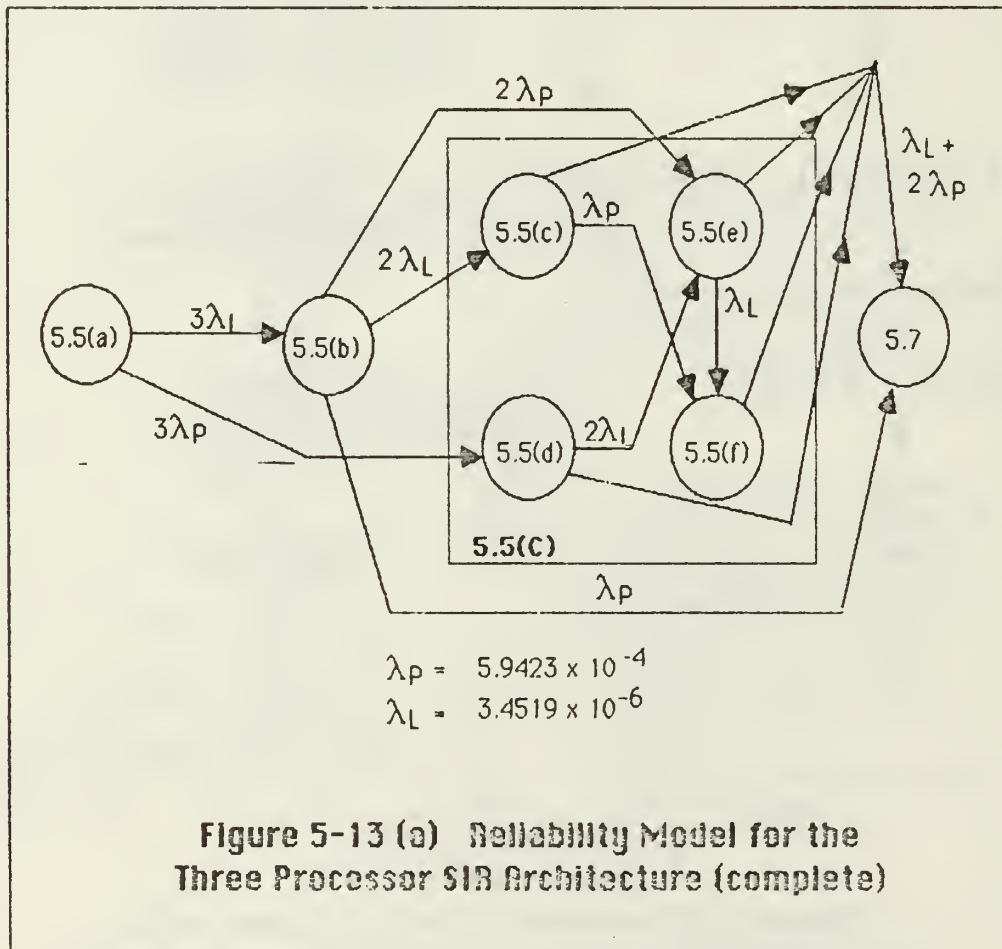 2λp
λL +
2λp
5.5(c)
λp
5.5(e)
2λL
5.5(a)
3λL
5.5(b)
λL
5.7
3λp
5.5(d)
2λL
5.5(f)
5.5(C)
λp
λp = 5.9423 x 10⁻⁴
λL = 3.4519 x 10⁻⁶
Figure 5-13 (a) Reliability Model for the
Three Processor SIR Architecture (complete)